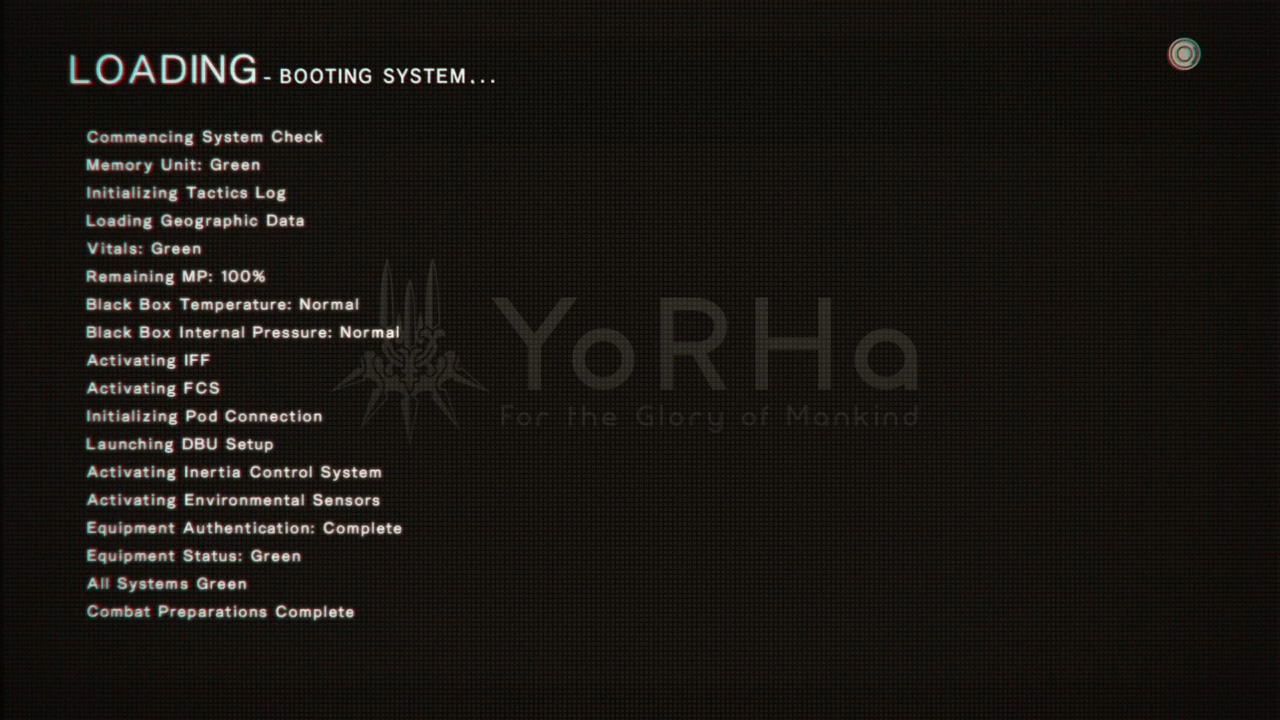 LOADING - BOOTING SYSTEM...
Commencing System Check
Memory Unit: Green
Initializing Tactics Log
Loading Geographic Data
Vitals: Green
Remaining MP: 100%
Black Box Temperature: Normal
Black Box Internal Pressure: Normal
Activating IFF
Activating FCS
Initializing Pod Connection
Launching DBU Setup
Activating Inertia Control System
Activating Environmental Sensors
Equipment Authentication: Complete
Equipment Status: Green
All Systems Green
Combat Preparations Complete
YoRHa
For the Glory of Mankind